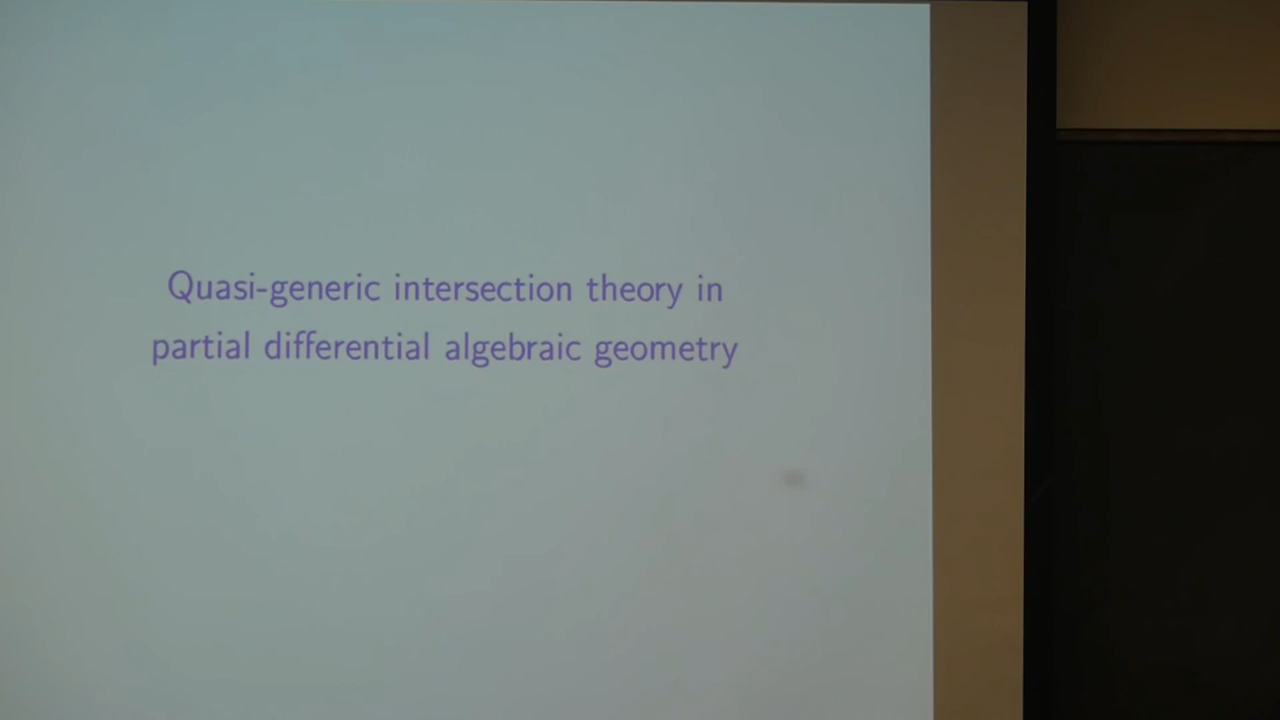 Quasi-generic intersection theory in
partial differential algebraic geometry